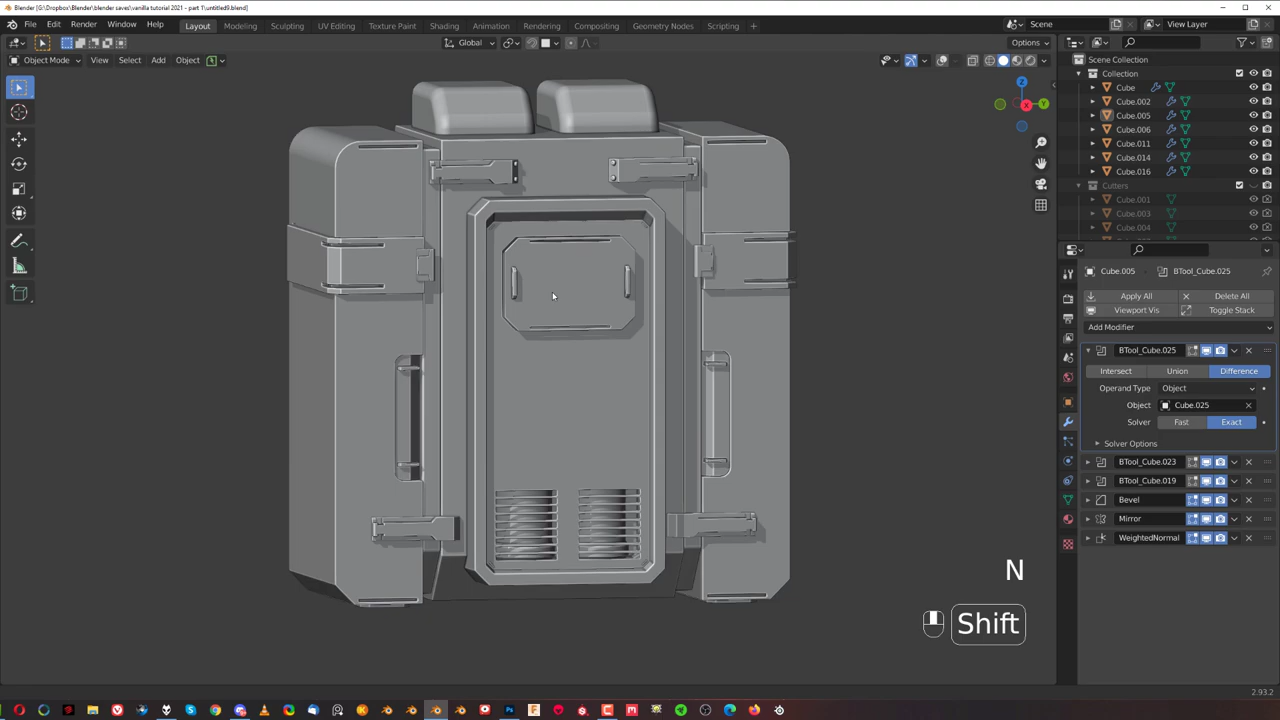 Blender [G:\Dropbox\Blender\blender saves\vanilla tutorial 2021 - part 1\untitled9.blend]
File Edit Render Window Help Layout Modeling Sculpting UV Editing Texture Paint Shading Animation Rendering Compositing Geometry Nodes Scripting + Scene View Layer
Global Options
Object Mode View Select Add Object
Scene Collection
Collection
Cube
Cube.002
Cube.005
Cube.006
Cube.011
Cube.014
Cube.016
Cutters
Cube.001
Cube.003
Cube.004
Cube.005 BTool_Cube.025
Apply All Delete All
Viewport Vis Toggle Stack
Add Modifier
BTool_Cube.025
Intersect Union Difference
Operand Type Object
Object Cube.025
Solver Fast Exact
Solver Options
BTool_Cube.023
BTool_Cube.019
Bevel
Mirror
WeightedNormal
Z
Y
X
N
Shift
2.93.2